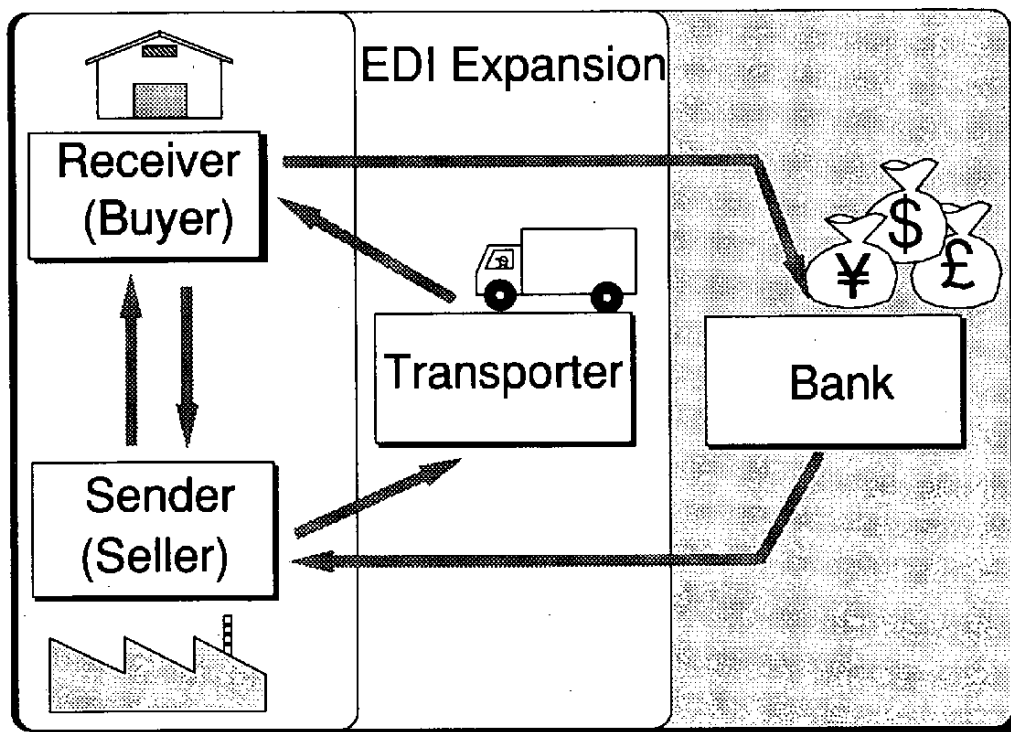 EDI Expansion
Receiver
(Buyer)
$
¥
£
Transporter
Bank
Sender
(Seller)